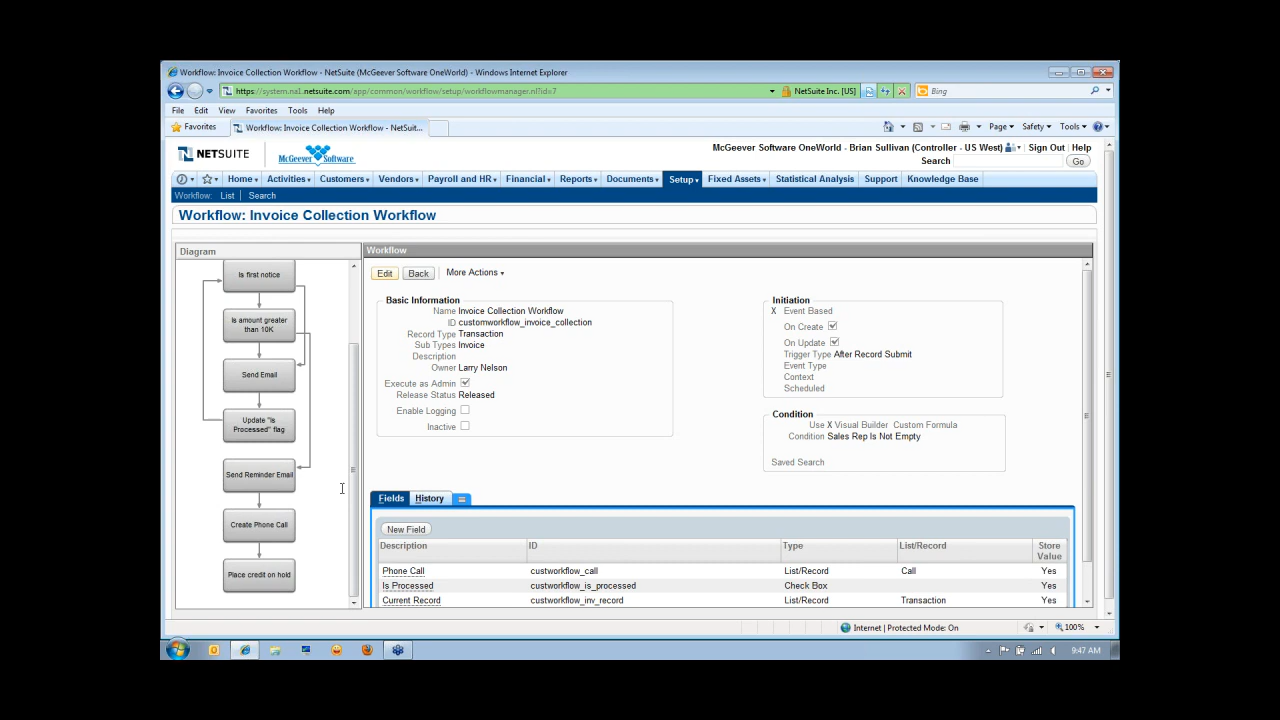 Workflow: Invoice Collection Workflow - NetSuite (McGeever Software OneWorld) - Windows Internet Explorer
https://system.na1.netsuite.com/app/common/workflow/setup/workflowmanager.nl?id=7
NetSuite Inc. [US]
Bing
File Edit View Favorites Tools Help
Favorites
Workflow: Invoice Collection Workflow - NetSuit...
Page Safety Tools
NETSUITE
McGeever Software
McGeever Software OneWorld - Brian Sullivan (Controller - US West) Sign Out Help
Search Go
Home Activities Customers Vendors Payroll and HR Financial Reports Documents Setup Fixed Assets Statistical Analysis Support Knowledge Base
Workflow: List Search
Workflow: Invoice Collection Workflow
Diagram
Is first notice
Is amount greater
than 10K
Send Email
Update "Is
Processed" flag
Send Reminder Email
Create Phone Call
Place credit on hold
Workflow
Edit Back More Actions
Basic Information
Name Invoice Collection Workflow
ID customworkflow_invoice_collection
Record Type Transaction
Sub Types Invoice
Description
Owner Larry Nelson
Execute as Admin
Release Status Released
Enable Logging
Inactive
Initiation
X Event Based
On Create
On Update
Trigger Type After Record Submit
Event Type
Context
Scheduled
Condition
Use X Visual Builder Custom Formula
Condition Sales Rep Is Not Empty
Saved Search
Fields History
New Field
Description ID Type List/Record Store Value
Phone Call custworkflow_call List/Record Call Yes
Is Processed custworkflow_is_processed Check Box Yes
Current Record custworkflow_inv_record List/Record Transaction Yes
Internet | Protected Mode: On
100%
9:47 AM